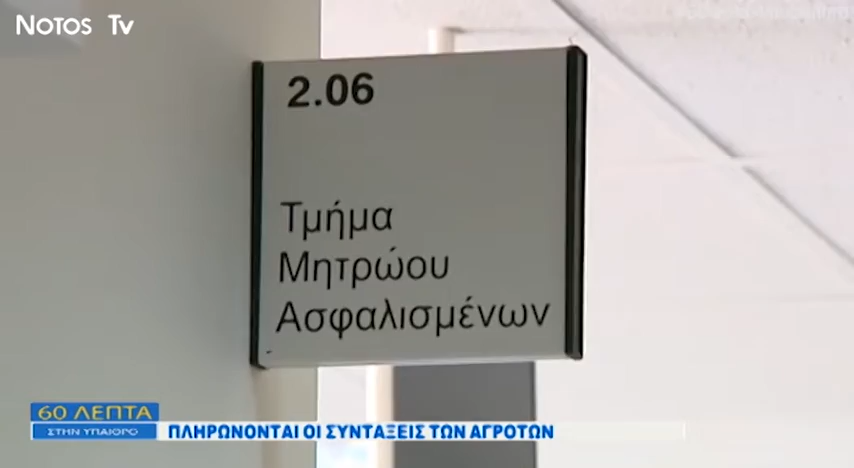 NOTOS TV
2.06
Τμήμα
Μητρώου
Ασφαλισμένων
60 ΛΕΠΤΑ
ΣΤΗΝ ΥΠΑΙΘΡΟ
ΠΛΗΡΩΝΟΝΤΑΙ ΟΙ ΣΥΝΤΑΞΕΙΣ ΤΩΝ ΑΓΡΟΤΩΝ